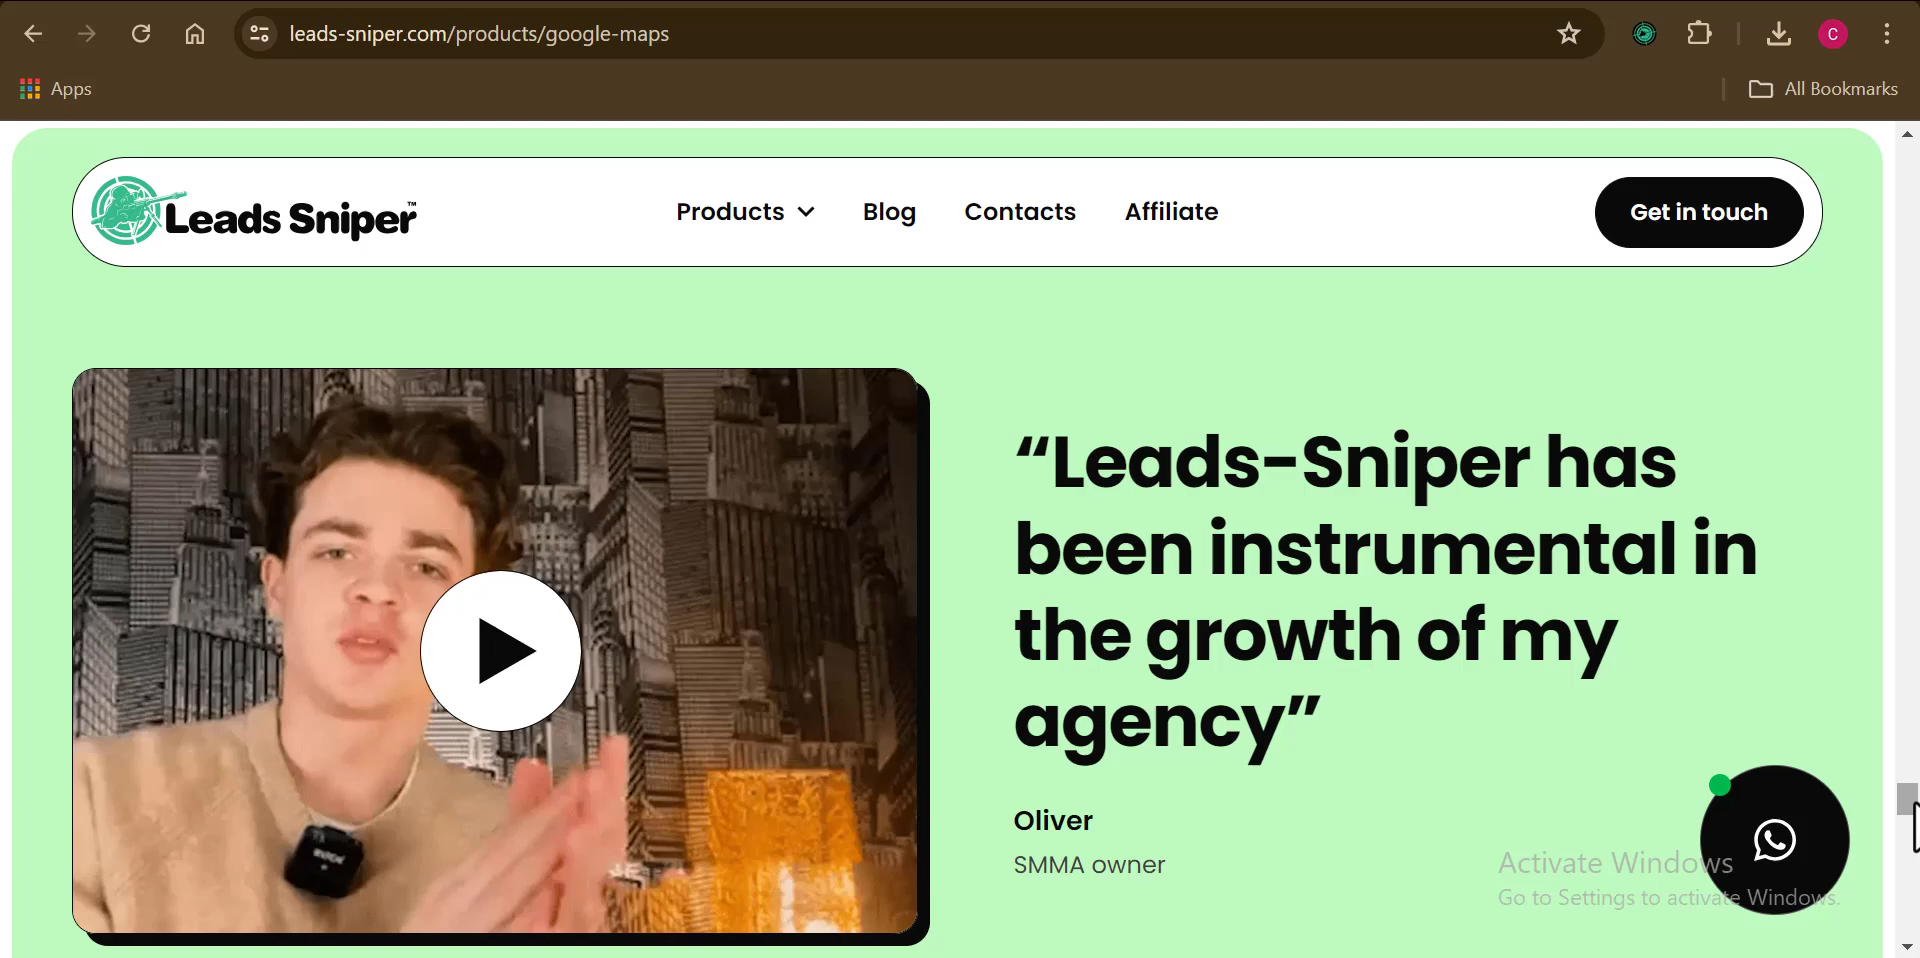 leads-sniper.com/products/google-maps
C
Apps
All Bookmarks
Leads Sniper™
Products
Blog
Contacts
Affiliate
Get in touch
“Leads-Sniper has
been instrumental in
the growth of my
agency”
Oliver
SMMA owner
Activate Windows
Go to Settings to activate Windows.